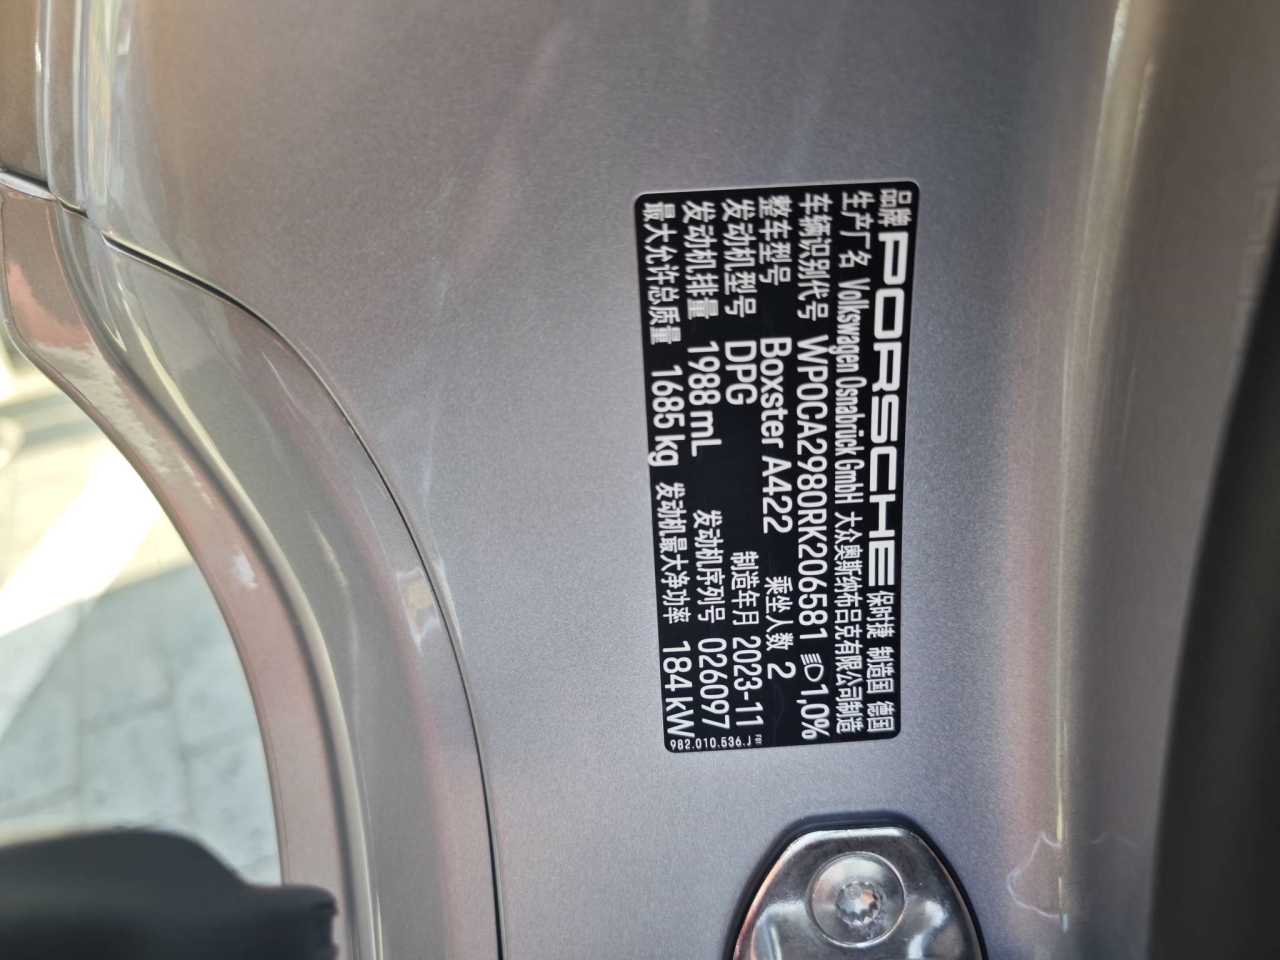 品牌 PORSCHE 保时捷 制造国 德国
生产厂名 Volkswagen Osnabrück GmbH 大众奥斯纳布吕克有限公司制造
车辆识别代号 WP0CA2980RK206581 1,0%
整车型号 Boxster A422 乘坐人数 2
发动机型号 DPG 制造年月 2023-11
发动机排量 1988 mL 发动机序列号 026097
最大允许总质量 1685 kg 发动机最大净功率 184 kW
982.010.536.J